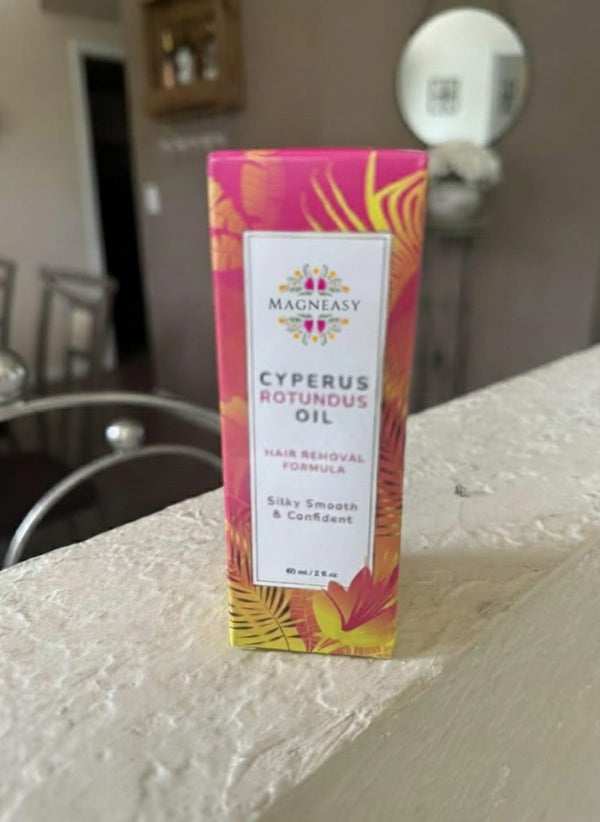 MAGNEASY
CYPERUS
ROTUNDUS
OIL
HAIR REMOVAL
FORMULA
Silky Smooth
& Confident
60 ml / 2 fl oz